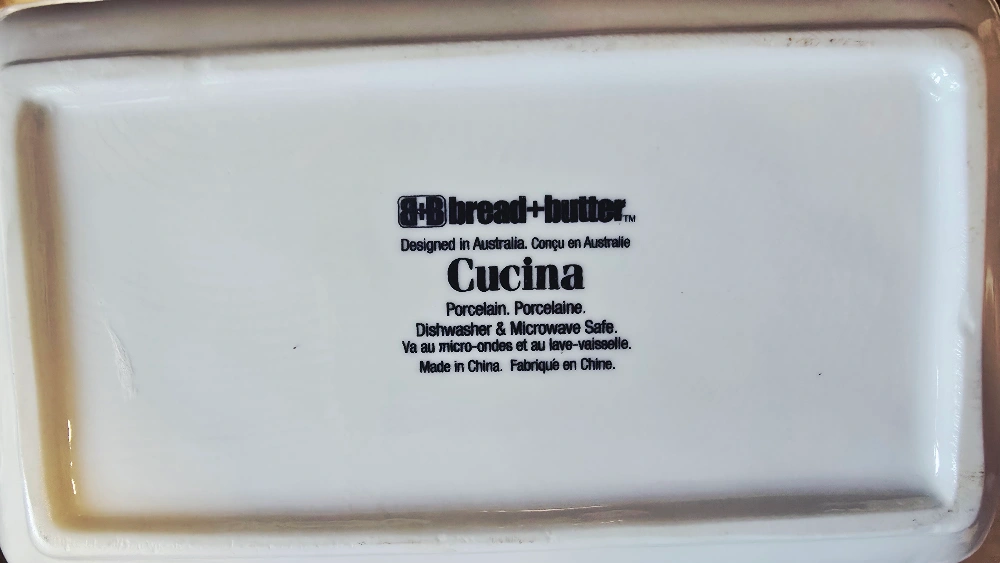 B+B bread+butter™
Designed in Australia. Conçu en Australie
Cucina
Porcelain. Porcelaine.
Dishwasher & Microwave Safe.
Va au micro-ondes et au lave-vaisselle.
Made in China. Fabriqué en Chine.